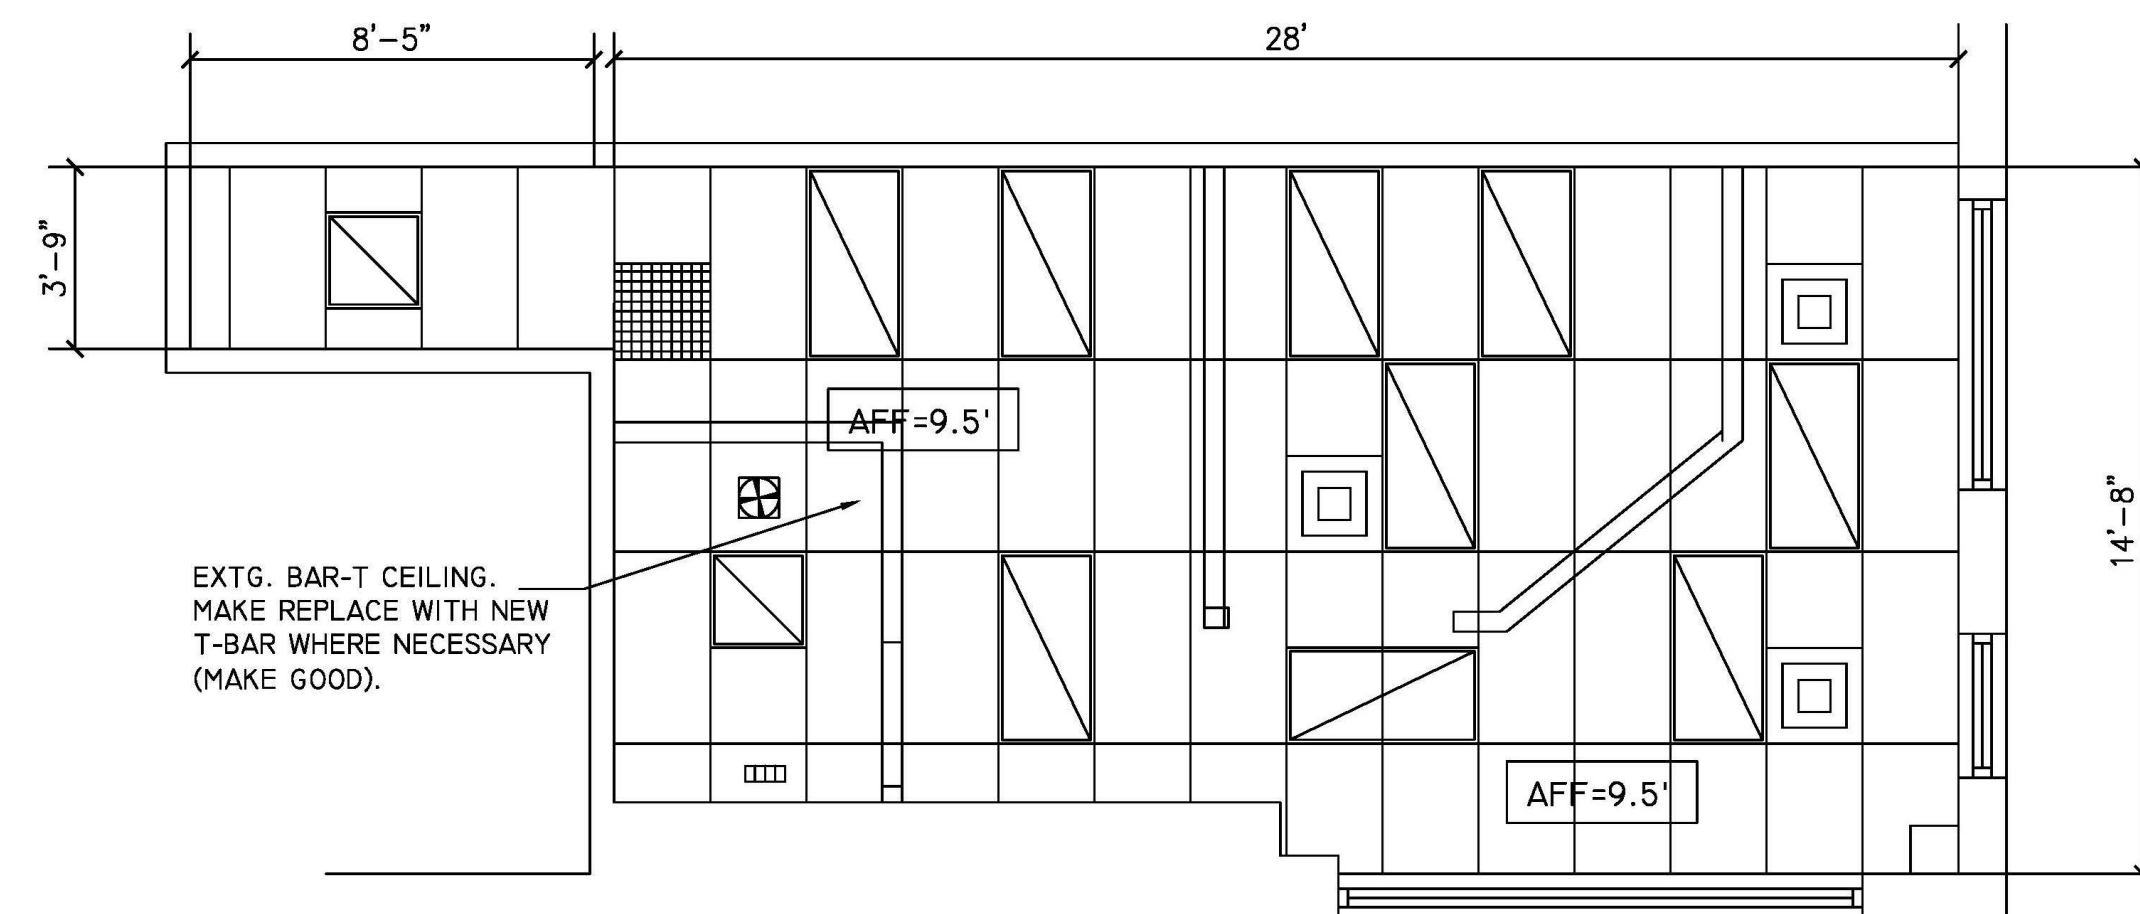 8'-5"
28'
3'-9"
AFF=9.5'
14'-8"
EXTG. BAR-T CEILING.
MAKE REPLACE WITH NEW
T-BAR WHERE NECESSARY
(MAKE GOOD).
AFF=9.5'